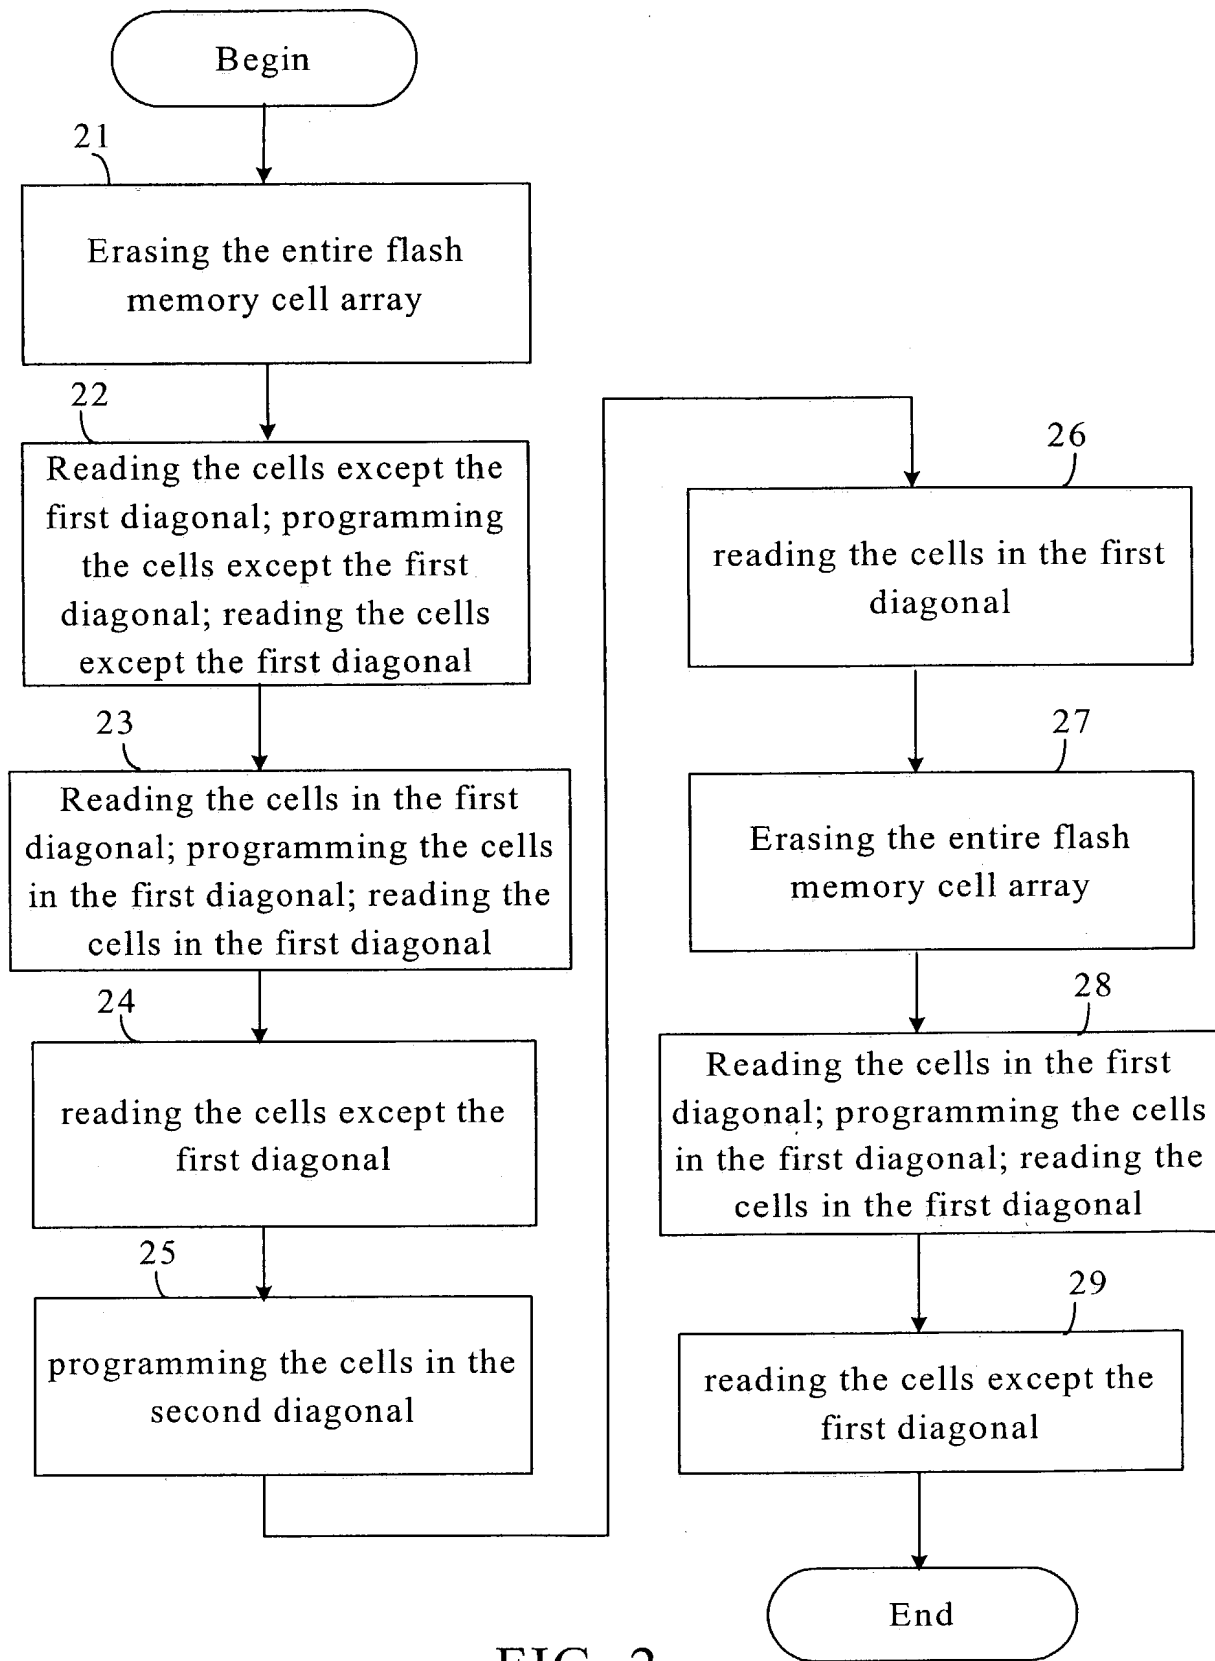 Begin
21
Erasing the entire flash
memory cell array
22
Reading the cells except the
first diagonal; programming
the cells except the first
diagonal; reading the cells
except the first diagonal
23
Reading the cells in the first
diagonal; programming the cells
in the first diagonal; reading the
cells in the first diagonal
24
reading the cells except the
first diagonal
25
programming the cells in the
second diagonal
26
reading the cells in the first
diagonal
27
Erasing the entire flash
memory cell array
28
Reading the cells in the first
diagonal; programming the cells
in the first diagonal; reading the
cells in the first diagonal
29
reading the cells except the
first diagonal
End
FIG. 2